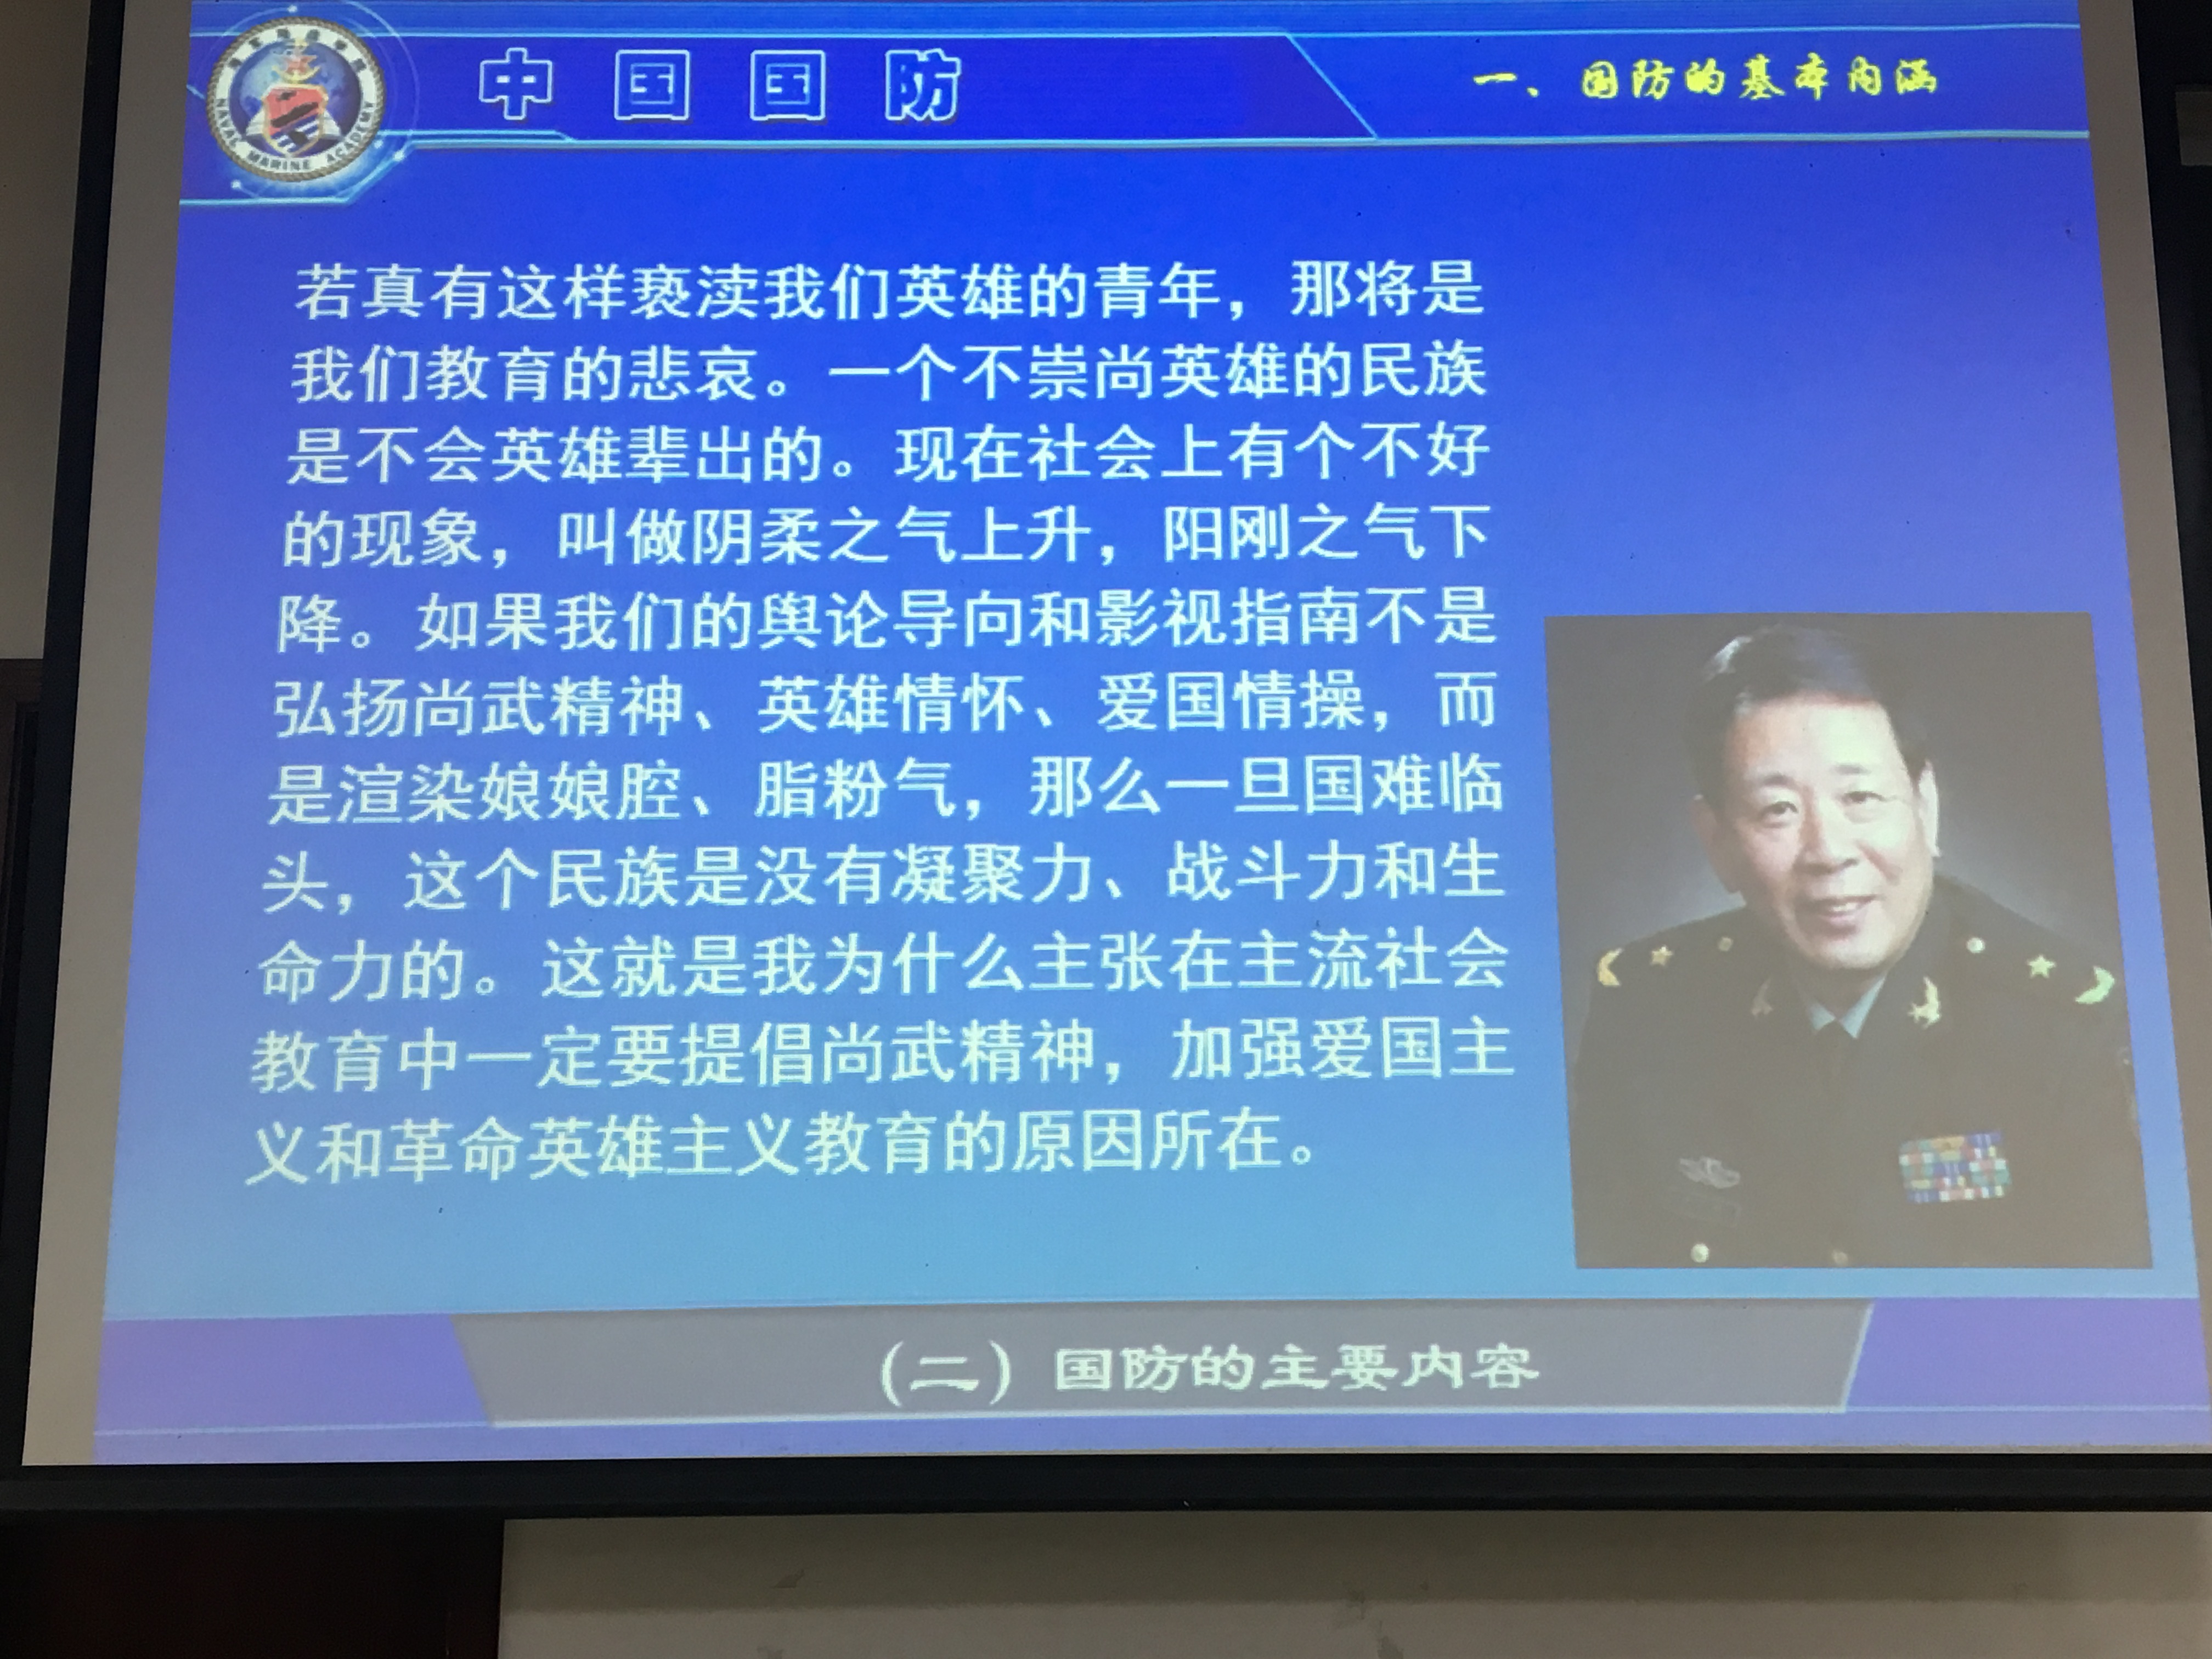 中国国防
一、国防的基本内涵
NAVAL MARINE ACADEMY
若真有这样亵渎我们英雄的青年，那将是
我们教育的悲哀。一个不崇尚英雄的民族
是不会英雄辈出的。现在社会上有个不好
的现象，叫做阴柔之气上升，阳刚之气下
降。如果我们的舆论导向和影视指南不是
弘扬尚武精神、英雄情怀、爱国情操，而
是渲染娘娘腔、脂粉气，那么一旦国难临
头，这个民族是没有凝聚力、战斗力和生
命力的。这就是我为什么主张在主流社会
教育中一定要提倡尚武精神，加强爱国主
义和革命英雄主义教育的原因所在。
(二) 国防的主要内容